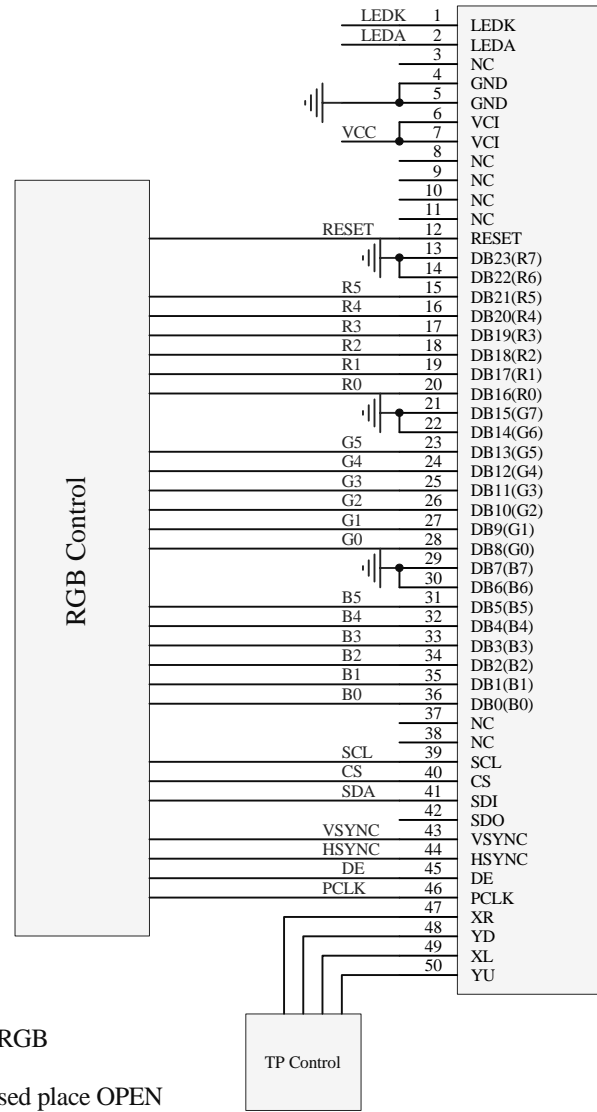 LEDK 1 LEDK
LEDA 2 LEDA
3 NC
4 GND
5 GND
6 VCI
VCC 7 VCI
8 NC
9 NC
10 NC
11 NC
RESET 12 RESET
13 DB23(R7)
14 DB22(R6)
R5 15 DB21(R5)
R4 16 DB20(R4)
R3 17 DB19(R3)
R2 18 DB18(R2)
R1 19 DB17(R1)
R0 20 DB16(R0)
21 DB15(G7)
22 DB14(G6)
G5 23 DB13(G5)
G4 24 DB12(G4)
G3 25 DB11(G3)
G2 26 DB10(G2)
G1 27 DB9(G1)
G0 28 DB8(G0)
29 DB7(B7)
30 DB6(B6)
B5 31 DB5(B5)
B4 32 DB4(B4)
B3 33 DB3(B3)
B2 34 DB2(B2)
B1 35 DB1(B1)
B0 36 DB0(B0)
37 NC
38 NC
SCL 39 SCL
CS 40 CS
SDA 41 SDI
42 SDO
VSYNC 43 VSYNC
HSYNC 44 HSYNC
DE 45 DE
PCLK 46 PCLK
47 XR
48 YD
49 XL
50 YU
RGB Control
TP Control
RGB
sed place OPEN